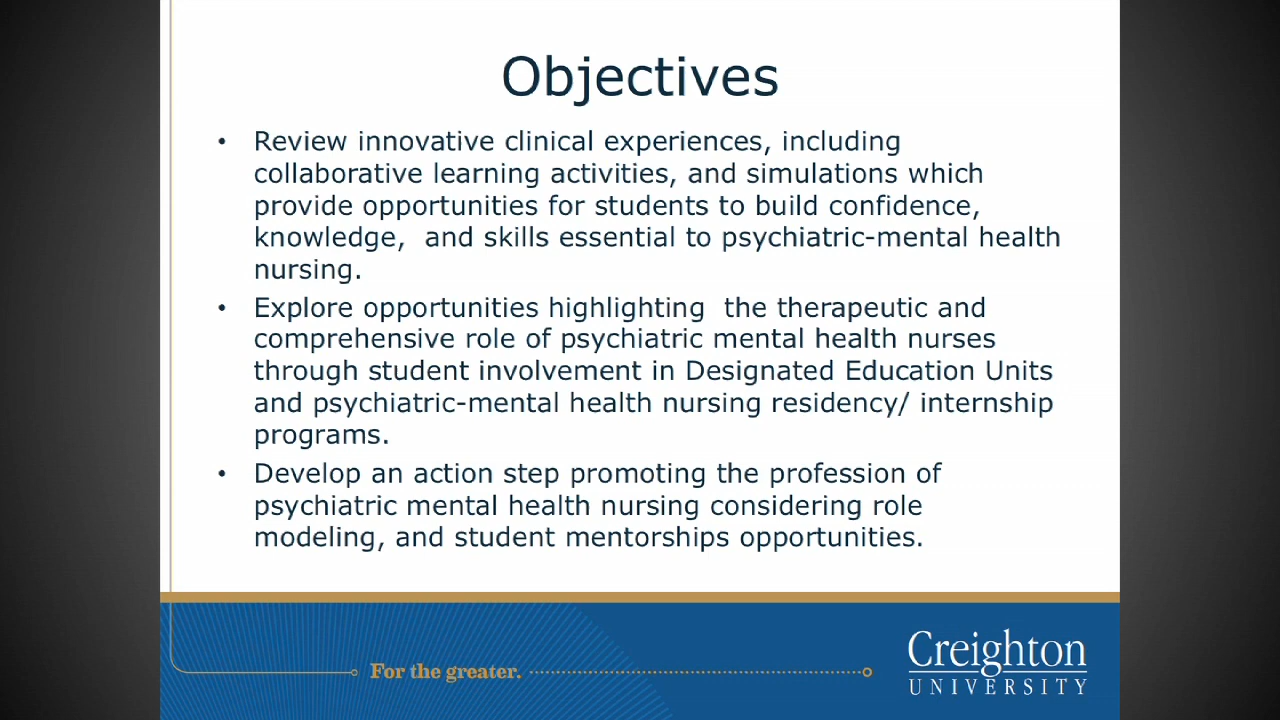 Objectives
• Review innovative clinical experiences, including
collaborative learning activities, and simulations which
provide opportunities for students to build confidence,
knowledge,  and skills essential to psychiatric-mental health
nursing.
• Explore opportunities highlighting  the therapeutic and
comprehensive role of psychiatric mental health nurses
through student involvement in Designated Education Units
and psychiatric-mental health nursing residency/ internship
programs.
• Develop an action step promoting the profession of
psychiatric mental health nursing considering role
modeling, and student mentorships opportunities.
For the greater.
Creighton
UNIVERSITY